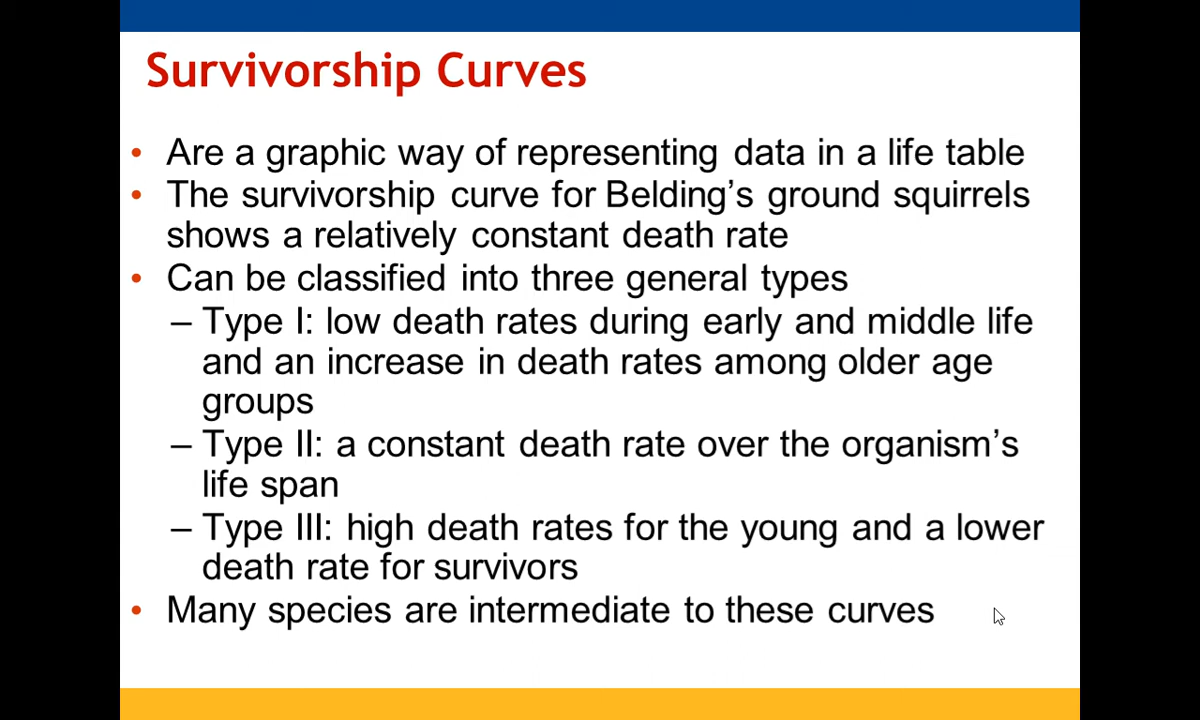 Survivorship Curves
• Are a graphic way of representing data in a life table
• The survivorship curve for Belding’s ground squirrels
shows a relatively constant death rate
• Can be classified into three general types
– Type I: low death rates during early and middle life
and an increase in death rates among older age
groups
– Type II: a constant death rate over the organism’s
life span
– Type III: high death rates for the young and a lower
death rate for survivors
• Many species are intermediate to these curves